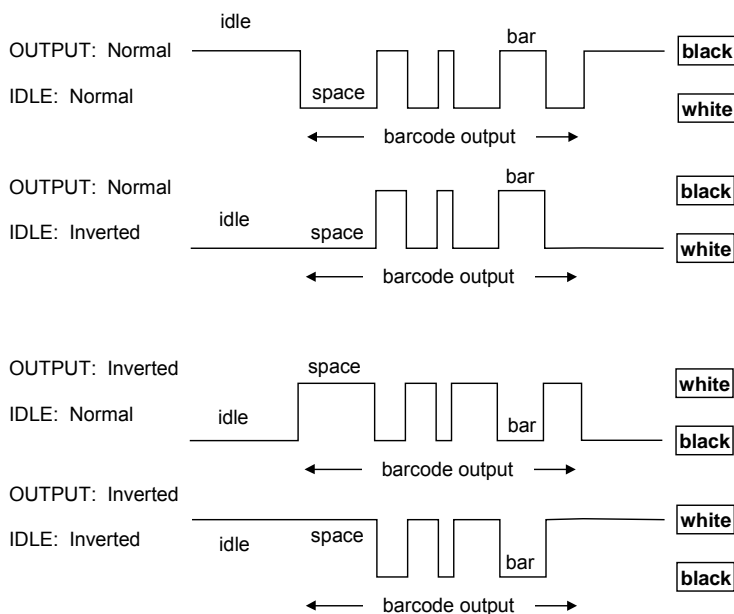 idle
OUTPUT: Normal
bar
black
IDLE: Normal
space
white
barcode output
OUTPUT: Normal
bar
black
idle
IDLE: Inverted
space
white
barcode output
OUTPUT: Inverted
space
white
IDLE: Normal
idle
bar
black
barcode output
OUTPUT: Inverted
white
IDLE: Inverted
idle
space
bar
black
barcode output